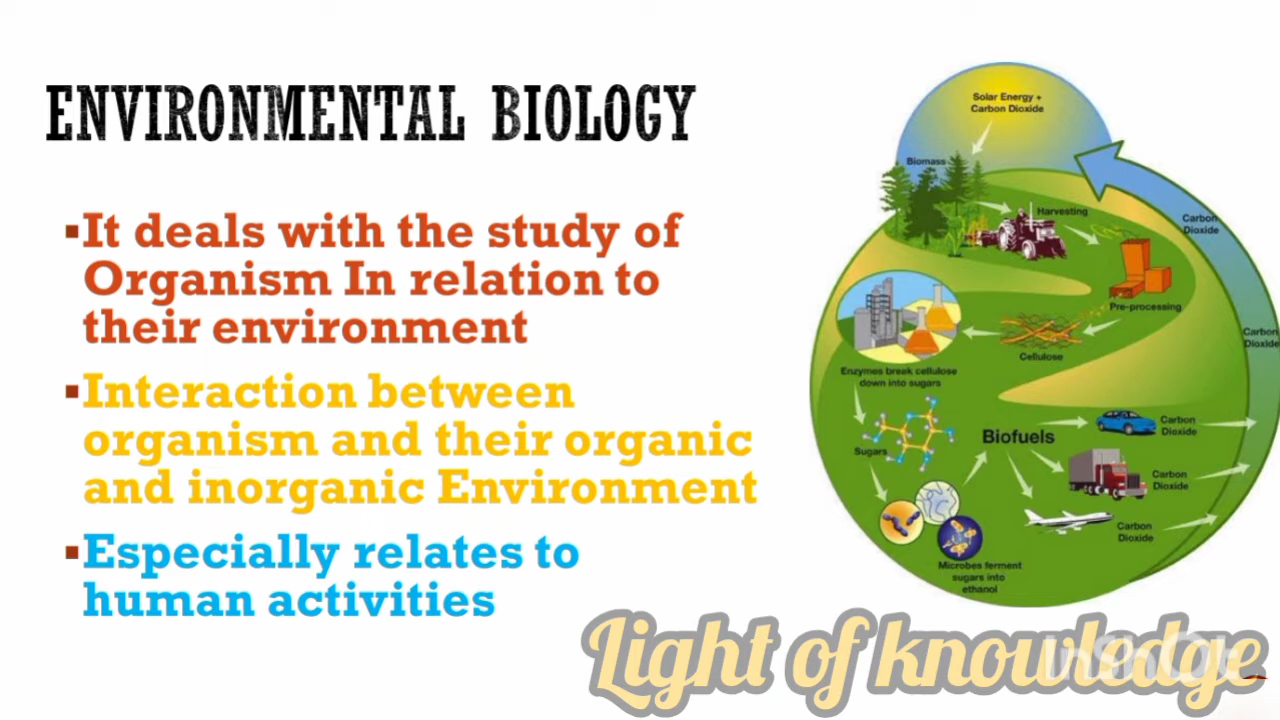 ENVIRONMENTAL BIOLOGY
▪It deals with the study of
Organism In relation to
their environment
▪Interaction between
organism and their organic
and inorganic Environment
▪Especially relates to
human activities
Solar Energy +
Carbon Dioxide
Biomass
Harvesting
Carbon
Dioxide
Pre-processing
Carbon
Dioxide
Cellulose
Enzymes break cellulose
down into sugars
Sugars
Biofuels
Carbon
Dioxide
Carbon
Dioxide
Carbon
Dioxide
Microbes ferment
sugars into
ethanol
Light of knowledge
InShOt